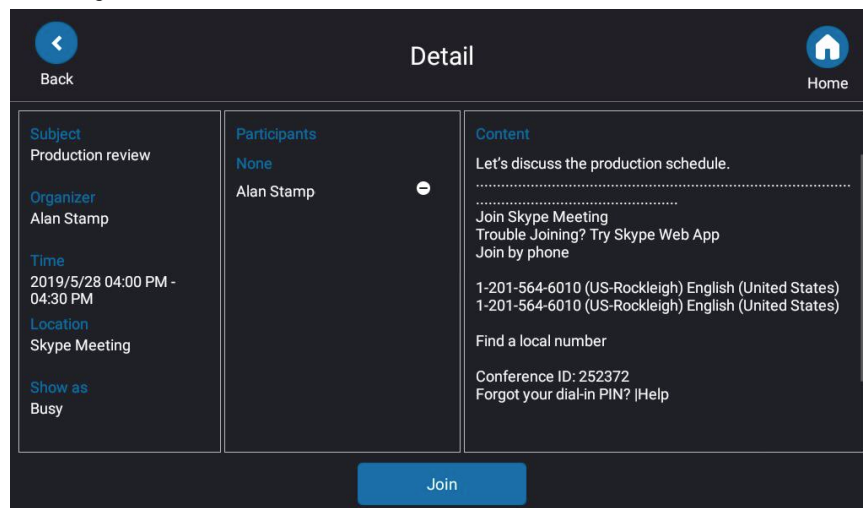 Back
Detail
Home
Subject
Production review
Organizer
Alan Stamp
Time
2019/5/28 04:00 PM -
04:30 PM
Location
Skype Meeting
Show as
Busy
Participants
None
Alan Stamp
Content
Let's discuss the production schedule.
..........................................................................................
................................................
Join Skype Meeting
Trouble Joining? Try Skype Web App
Join by phone
1-201-564-6010 (US-Rockleigh) English (United States)
1-201-564-6010 (US-Rockleigh) English (United States)
Find a local number
Conference ID: 252372
Forgot your dial-in PIN? |Help
Join